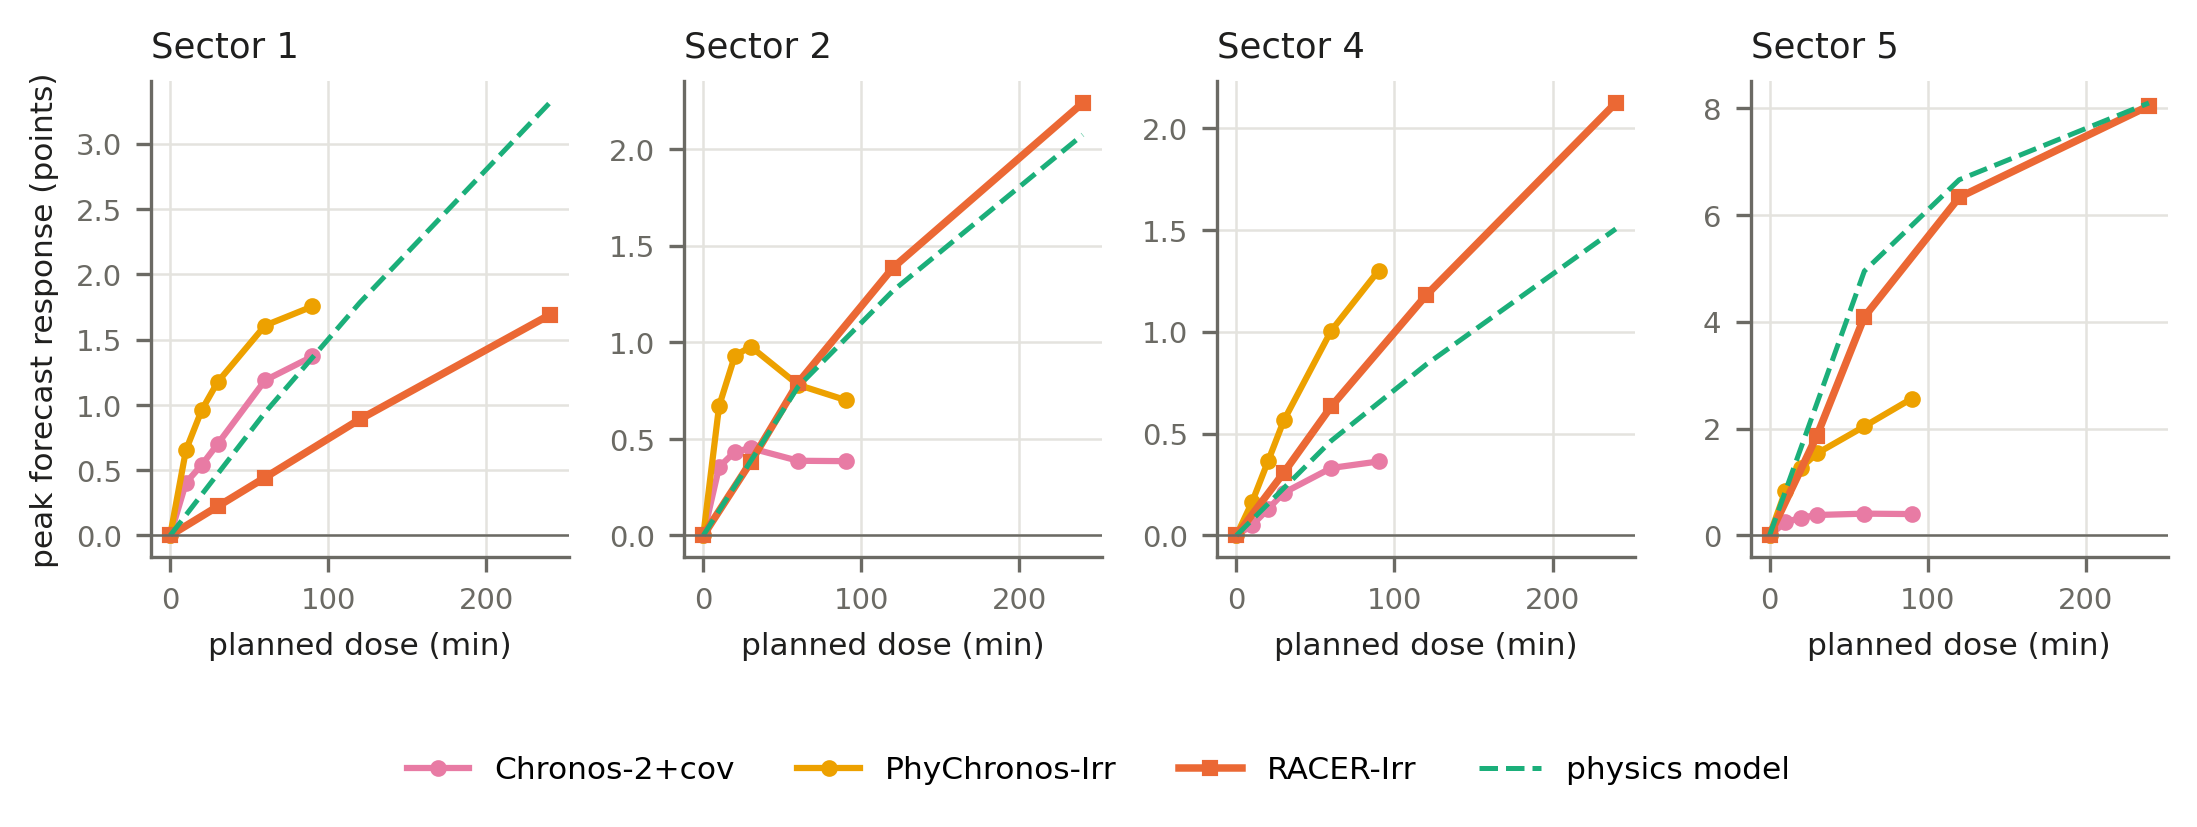 Sector 1
Sector 2
Sector 4
Sector 5
peak forecast response (points)
3.0
2.5
2.0
1.5
1.0
0.5
0.0
2.0
1.5
1.0
0.5
0.0
2.0
1.5
1.0
0.5
0.0
8
6
4
2
0
0 100 200
0 100 200
0 100 200
0 100 200
planned dose (min)
planned dose (min)
planned dose (min)
planned dose (min)
Chronos-2+cov
PhyChronos-Irr
RACER-Irr
physics model